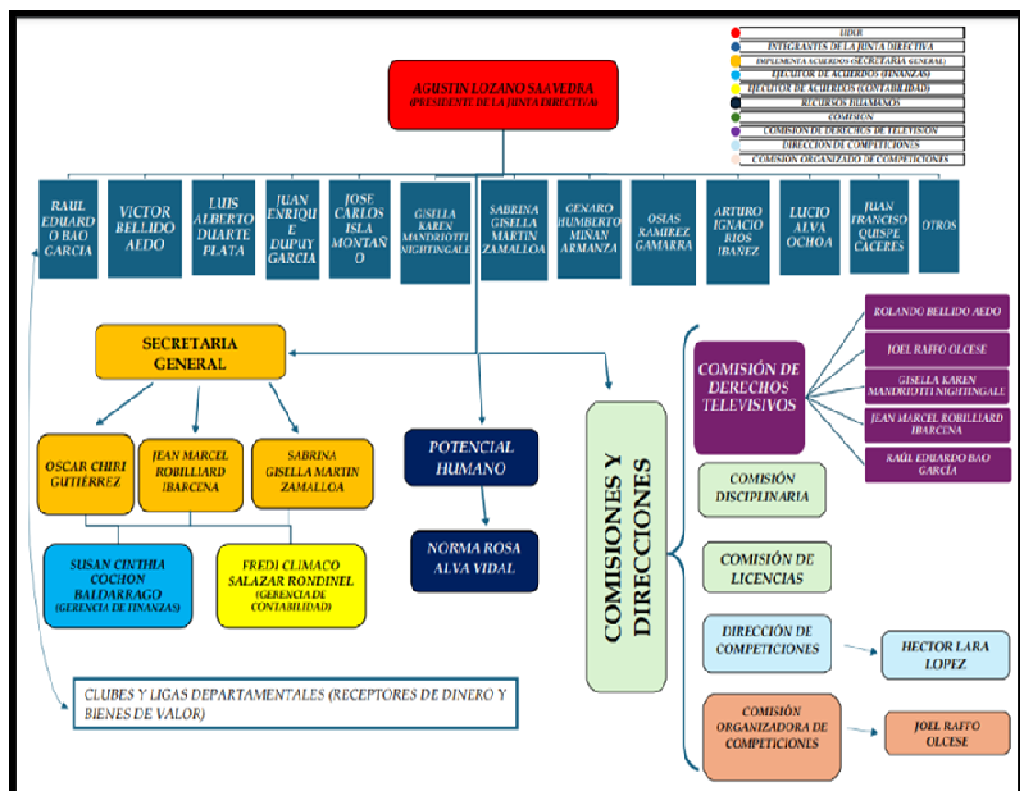 LIDER
INTEGRANTES DE LA JUNTA DIRECTIVA
IMPLEMENTA ACUERDOS (SECRETARIA GENERAL)
EJECUTOR DE ACUERDOS (FINANZAS)
EJECUTOR DE ACUERDOS (CONTABILIDAD)
RECURSOS HUAMANOS
COMISION
COMISION DE DERECHOS DE TELEVISIÓN
DIRECCION DE COMPETICIONES
COMISION ORGANIZADO DE COMPETICIONES
AGUSTIN LOZANO SAAVEDRA
(PRESIDENTE DE LA JUNTA DIRECTIVA)
RAUL
EDUARD
O BAO
GARCIA
VICTOR
BELLIDO
AEDO
LUIS
ALBERTO
DUARTE
PLATA
JUAN
ENRIQU
E DUPUY
GARCIA
JOSE
CARLOS
ISLA
MONTAÑ
O
GISELLA
KAREN
MANDRIOTTI
NIGHTINGALE
SABRINA
GISELLA
MARTIN
ZAMALLOA
GENARO
HUMBERTO
MIÑAN
ARMANZA
OSIAS
RAMIREZ
GAMARRA
ARTURO
IGNACIO
RIOS
IBAÑEZ
LUCIO
ALVA
OCHOA
JUAN
FRANCISO
QUISPE
CACERES
OTROS
SECRETARIA
GENERAL
OSCAR CHIRI
GUTIÉRREZ
JEAN MARCEL
ROBILLIARD
IBARCENA
SABRINA
GISELLA MARTIN
ZAMALLOA
SUSAN CINTHIA
COCHON
BALDARRAGO
(GERENCIA DE FINANZAS)
FREDI CLIMACO
SALAZAR RONDINEL
(GERENCIA DE
CONTABILIDAD)
POTENCIAL
HUMANO
NORMA ROSA
ALVA VIDAL
COMISIONES Y
DIRECCIONES
COMISIÓN DE
DERECHOS
TELEVISIVOS
ROLANDO BELLIDO AEDO
JOEL RAFFO OLCESE
GISELLA KAREN
MANDRIOTTI NIGHTINGALE
JEAN MARCEL ROBILLIARD
IBARCENA
RAÚL EDUARDO BAO
GARCÍA
COMISIÓN
DISCIPLINARIA
COMISIÓN DE
LICENCIAS
DIRECCIÓN DE
COMPETICIONES
HECTOR LARA
LOPEZ
COMISIÓN
ORGANIZADORA DE
COMPETICIONES
JOEL RAFFO
OLCESE
CLUBES Y LIGAS DEPARTAMENTALES (RECEPTORES DE DINERO Y
BIENES DE VALOR)